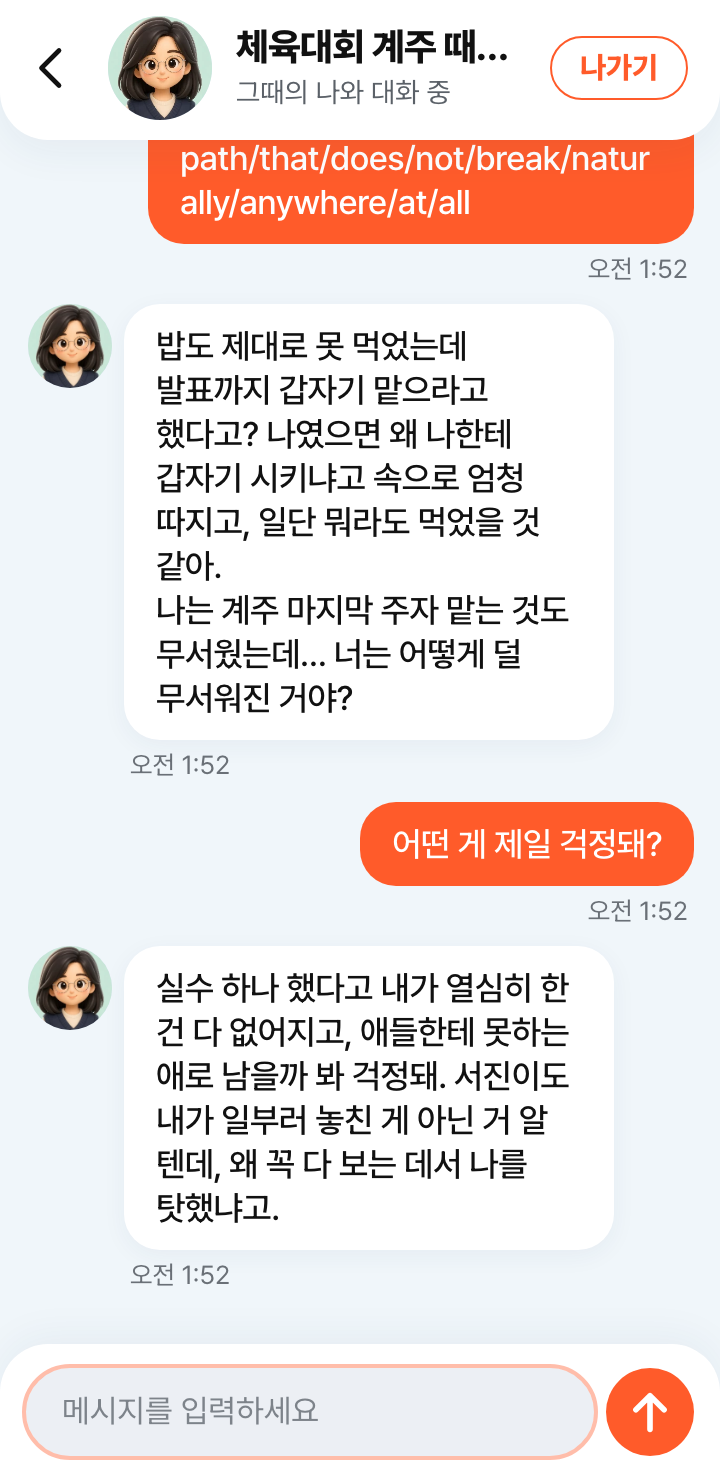 체육대회 계주 때...
그때의 나와 대화 중
나가기
path/that/does/not/break/natur
ally/anywhere/at/all
오전 1:52
밥도 제대로 못 먹었는데
발표까지 갑자기 맡으라고
했다고? 나였으면 왜 나한테
갑자기 시키냐고 속으로 엄청
따지고, 일단 뭐라도 먹었을 것
같아.
나는 계주 마지막 주자 맡는 것도
무서웠는데... 너는 어떻게 덜
무서워진 거야?
오전 1:52
어떤 게 제일 걱정돼?
오전 1:52
실수 하나 했다고 내가 열심히 한
건 다 없어지고, 애들한테 못하는
애로 남을까 봐 걱정돼. 서진이도
내가 일부러 놓친 게 아닌 거 알
텐데, 왜 꼭 다 보는 데서 나를
탓했냐고.
오전 1:52
메시지를 입력하세요